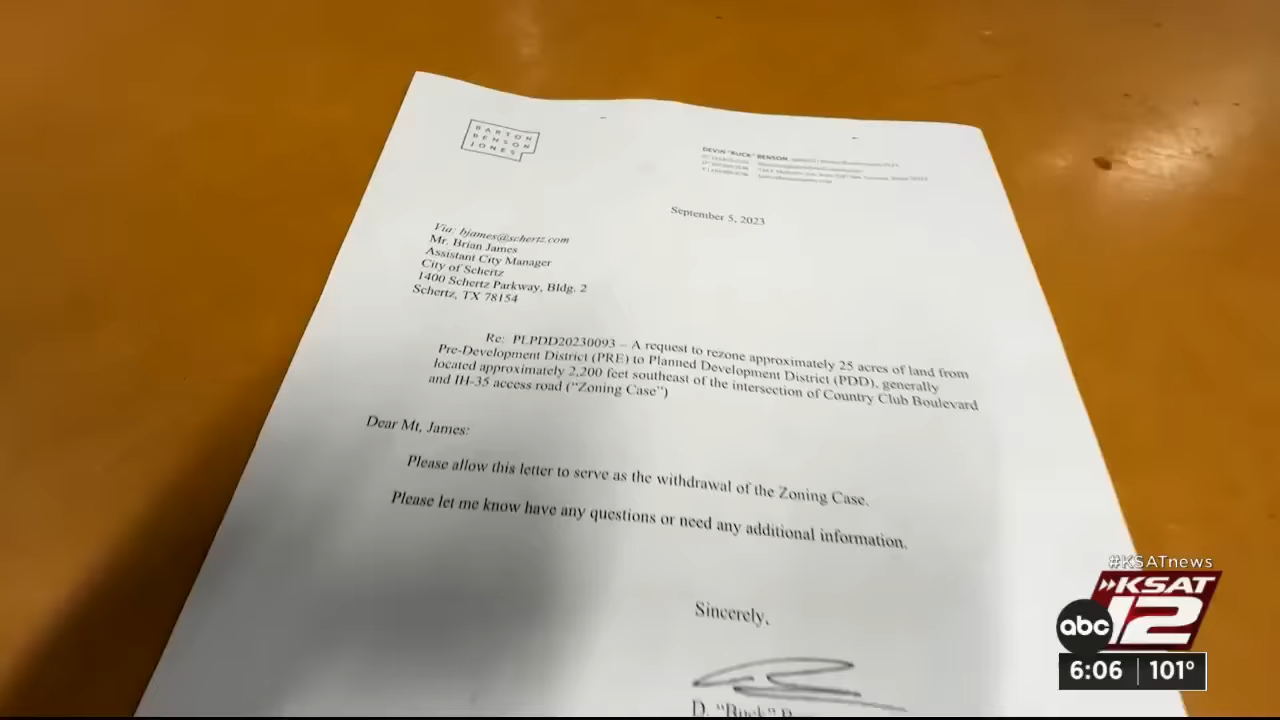 BARTON
BENSON
JONES
DEVIN "BUCK" BENSON
September 5, 2023
Via: bjames@schertz.com
Mr. Brian James
Assistant City Manager
City of Schertz
1400 Schertz Parkway, Bldg. 2
Schertz, TX 78154
Re: PLPDD20230093 – A request to rezone approximately 25 acres of land from
Pre-Development District (PRE) to Planned Development District (PDD), generally
located approximately 2,200 feet southeast of the intersection of Country Club Boulevard
and IH-35 access road ("Zoning Case")
Dear Mt, James:
Please allow this letter to serve as the withdrawal of the Zoning Case.
Please let me know have any questions or need any additional information.
Sincerely,
D. "Buck"
#KSATnews
KSAT
abc 12
6:06 101°